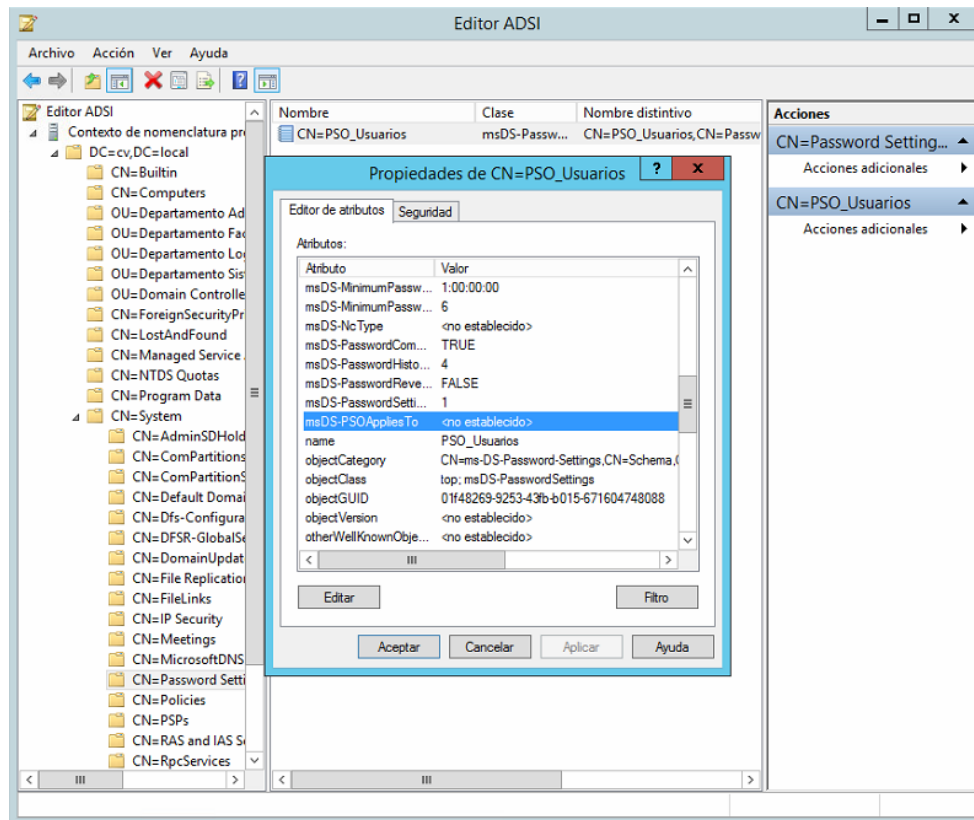 Editor ADSI
Archivo Acción Ver Ayuda
Editor ADSI
Contexto de nomenclatura pr
DC=cv,DC=local
CN=Builtin
CN=Computers
OU=Departamento Ad
OU=Departamento Fac
OU=Departamento Lo
OU=Departamento Sis
OU=Domain Controlle
CN=ForeignSecurityPr
CN=LostAndFound
CN=Managed Service
CN=NTDS Quotas
CN=Program Data
CN=System
CN=AdminSDHold
CN=ComPartitions
CN=ComPartitionS
CN=Default Domai
CN=Dfs-Configura
CN=DFSR-GlobalSe
CN=DomainUpdat
CN=File Replication
CN=FileLinks
CN=IP Security
CN=Meetings
CN=MicrosoftDNS
CN=Password Setti
CN=Policies
CN=PSPs
CN=RAS and IAS S
CN=RpcServices
Nombre Clase Nombre distintivo
CN=PSO_Usuarios msDS-Passw... CN=PSO_Usuarios,CN=Passw
Propiedades de CN=PSO_Usuarios ? x
Editor de atributos Seguridad
Atributos:
Atributo Valor
msDS-MinimumPassw... 1:00:00:00
msDS-MinimumPassw... 6
msDS-NcType <no establecido>
msDS-PasswordCom... TRUE
msDS-PasswordHisto... 4
msDS-PasswordReve... FALSE
msDS-PasswordSetti... 1
msDS-PSOAppliesTo <no establecido>
name PSO_Usuarios
objectCategory CN=ms-DS-Password-Settings,CN=Schema,
objectClass top; msDS-PasswordSettings
objectGUID 01f48269-9253-43fb-b015-671604748088
objectVersion <no establecido>
otherWellKnownObje... <no establecido>
Editar Filtro
Aceptar Cancelar Aplicar Ayuda
Acciones
CN=Password Setting...
Acciones adicionales
CN=PSO_Usuarios
Acciones adicionales